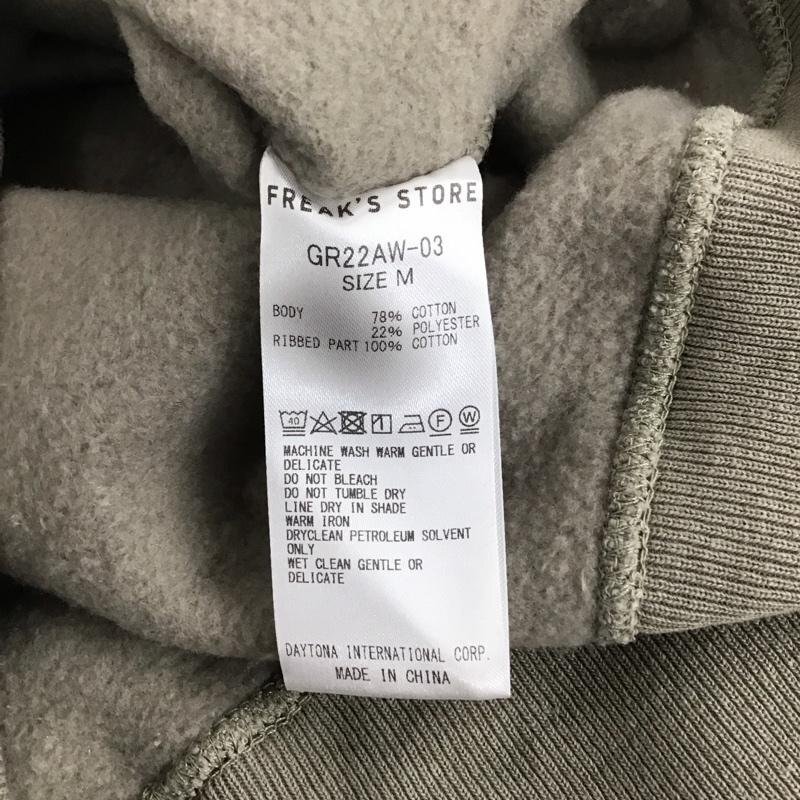 FREAK'S STORE
GR22AW-03
SIZE M
BODY 78% COTTON
22% POLYESTER
RIBBED PART 100% COTTON
40 F W
MACHINE WASH WARM GENTLE OR
DELICATE
DO NOT BLEACH
DO NOT TUMBLE DRY
LINE DRY IN SHADE
WARM IRON
DRYCLEAN PETROLEUM SOLVENT
ONLY
WET CLEAN GENTLE OR
DELICATE
DAYTONA INTERNATIONAL CORP.
MADE IN CHINA